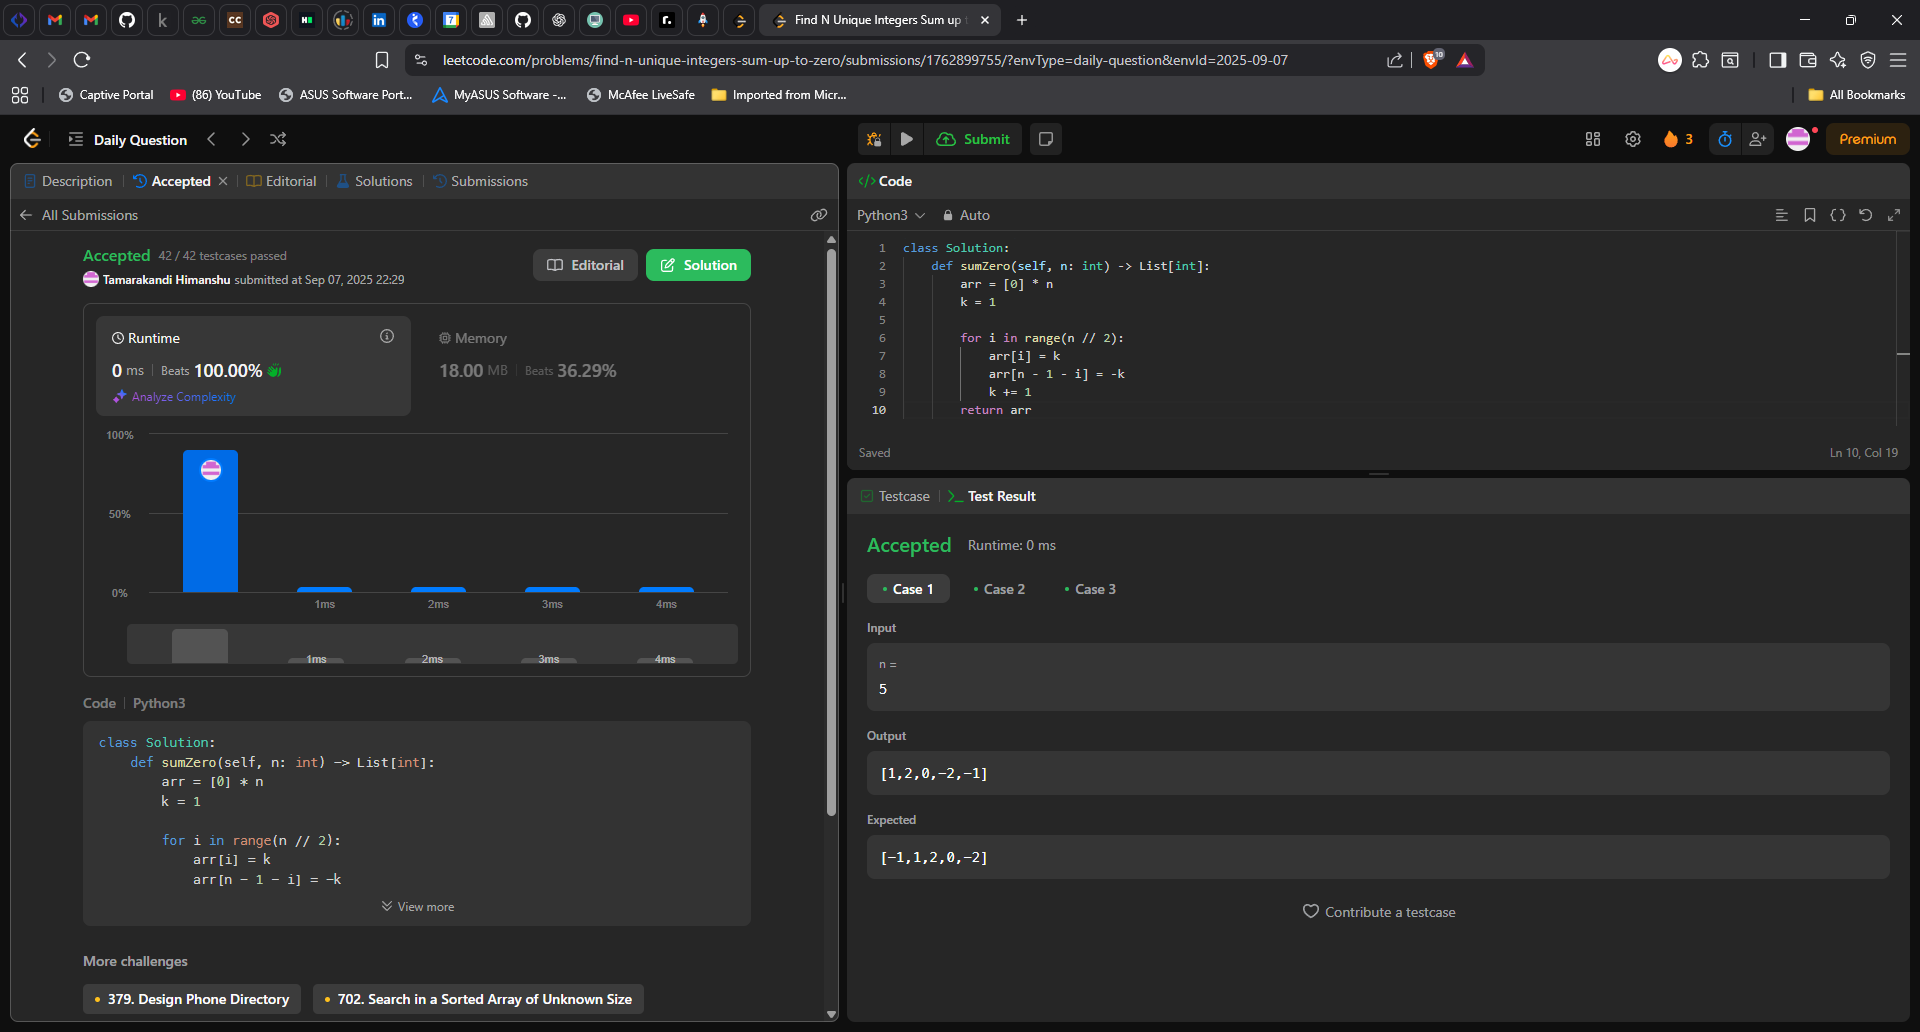 CC
H
in
7
r.
Find N Unique Integers Sum up
leetcode.com/problems/find-n-unique-integers-sum-up-to-zero/submissions/1762899755/?envType=daily-question&envId=2025-09-07
10
Captive Portal
(86) YouTube
ASUS Software Port...
MyASUS Software -...
McAfee LiveSafe
Imported from Micr...
All Bookmarks
Daily Question
Submit
3
Premium
Description
Accepted
Editorial
Solutions
Submissions
All Submissions
Accepted 42 / 42 testcases passed
Tamarakandi Himanshu submitted at Sep 07, 2025 22:29
Editorial
Solution
Runtime
0 ms Beats 100.00%
Analyze Complexity
Memory
18.00 MB Beats 36.29%
100%
50%
0%
1ms 2ms 3ms 4ms
1ms 2ms 3ms 4ms
Code Python3
class Solution:
def sumZero(self, n: int) -> List[int]:
arr = [0] * n
k = 1
for i in range(n // 2):
arr[i] = k
arr[n - 1 - i] = -k
View more
More challenges
379. Design Phone Directory
702. Search in a Sorted Array of Unknown Size
</> Code
Python3
Auto
1 class Solution:
2 def sumZero(self, n: int) -> List[int]:
3 arr = [0] * n
4 k = 1
5
6 for i in range(n // 2):
7 arr[i] = k
8 arr[n - 1 - i] = -k
9 k += 1
10 return arr
Saved
Ln 10, Col 19
Testcase
>_ Test Result
Accepted Runtime: 0 ms
Case 1
Case 2
Case 3
Input
n =
5
Output
[1,2,0,-2,-1]
Expected
[-1,1,2,0,-2]
Contribute a testcase